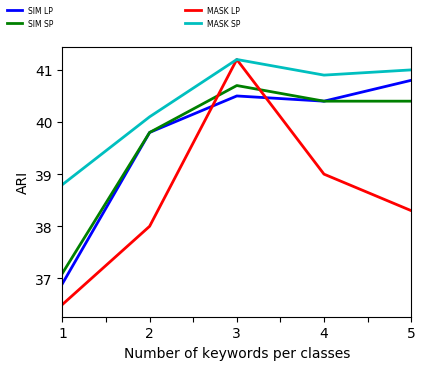 SIM LP
SIM SP
MASK LP
MASK SP
41
40
39
38
37
ARI
1 2 3 4 5
Number of keywords per classes